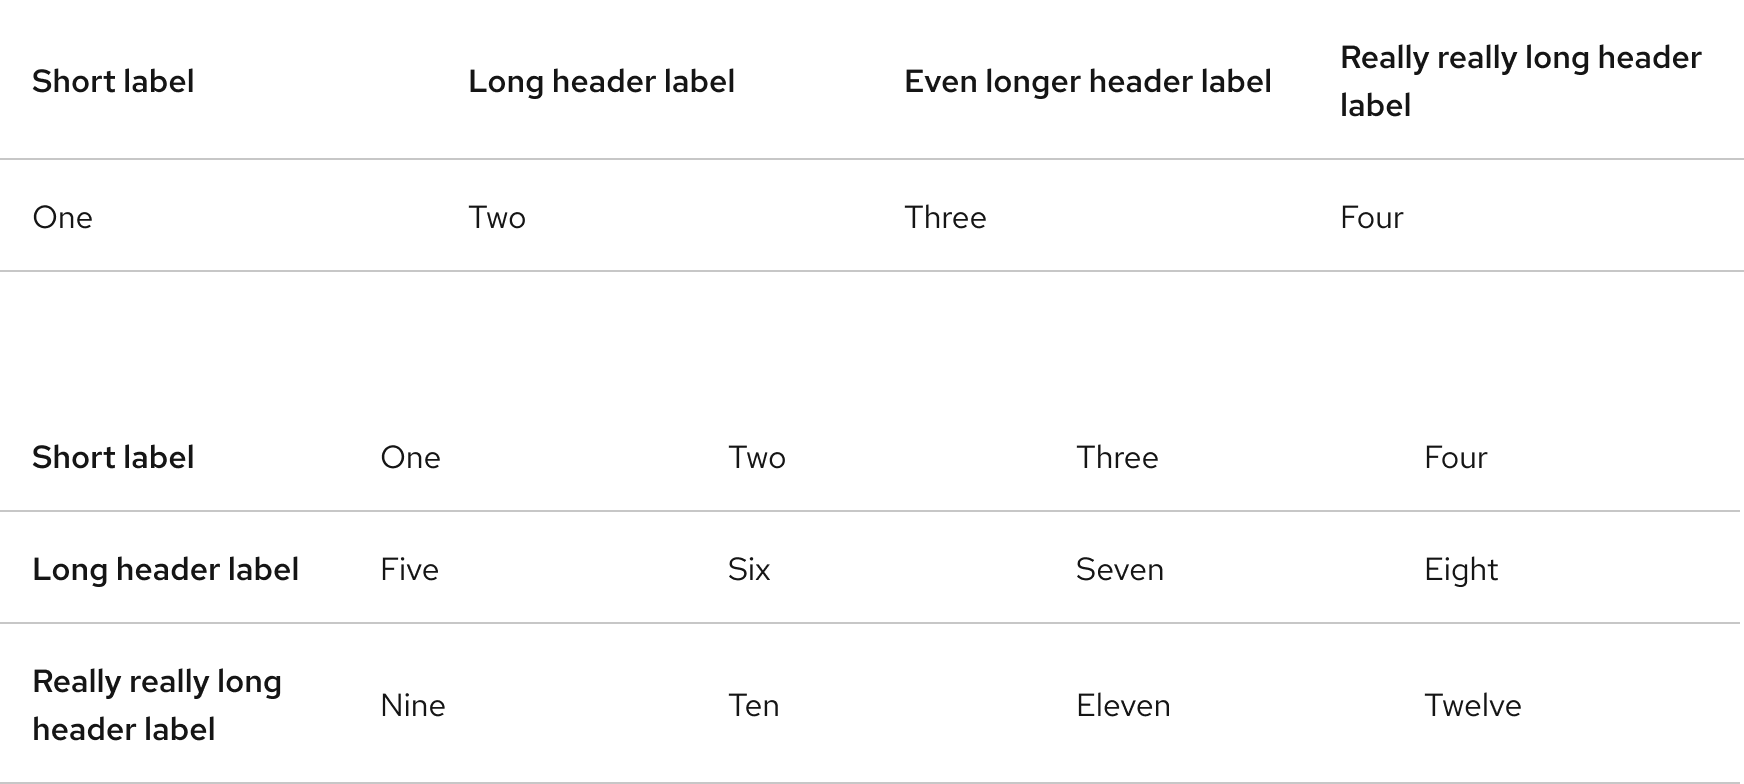 Short label Long header label Even longer header label Really really long header
label
One Two Three Four
Short label One Two Three Four
Long header label Five Six Seven Eight
Really really long
header label Nine Ten Eleven Twelve